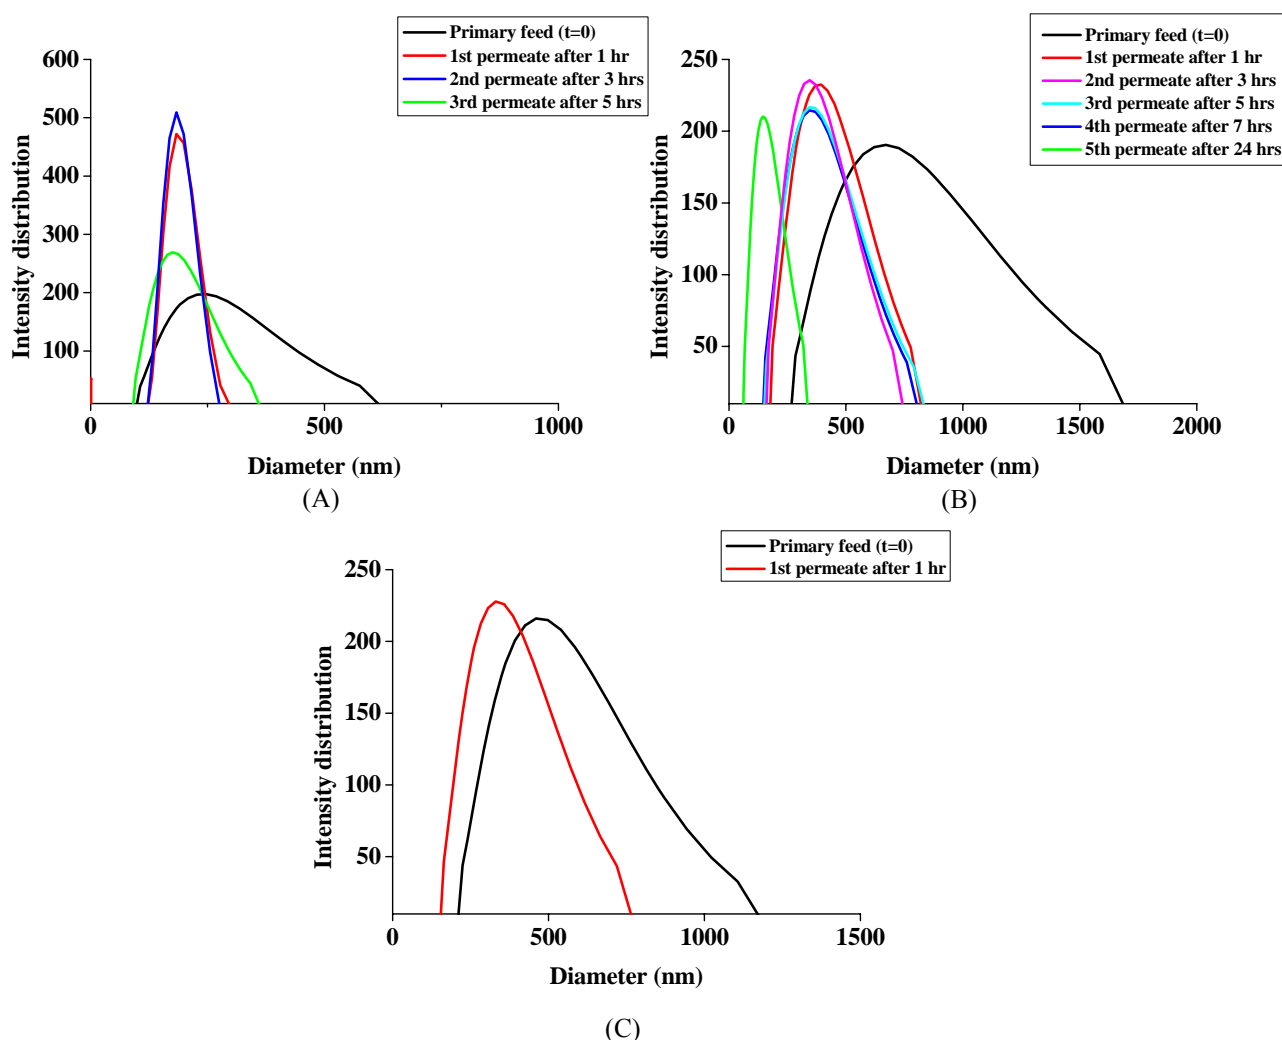 Primary feed (t=0)
1st permeate after 1 hr
2nd permeate after 3 hrs
3rd permeate after 5 hrs
600
500
400
300
200
100
0
500
1000
Intensity distribution
Diameter (nm)
(A)
Primary feed (t=0)
1st permeate after 1 hr
2nd permeate after 3 hrs
3rd permeate after 5 hrs
4th permeate after 7 hrs
5th permeate after 24 hrs
250
200
150
100
50
0
500
1000
1500
2000
Intensity distribution
Diameter (nm)
(B)
Primary feed (t=0)
1st permeate after 1 hr
250
200
150
100
50
0
500
1000
1500
Intensity distribution
Diameter (nm)
(C)